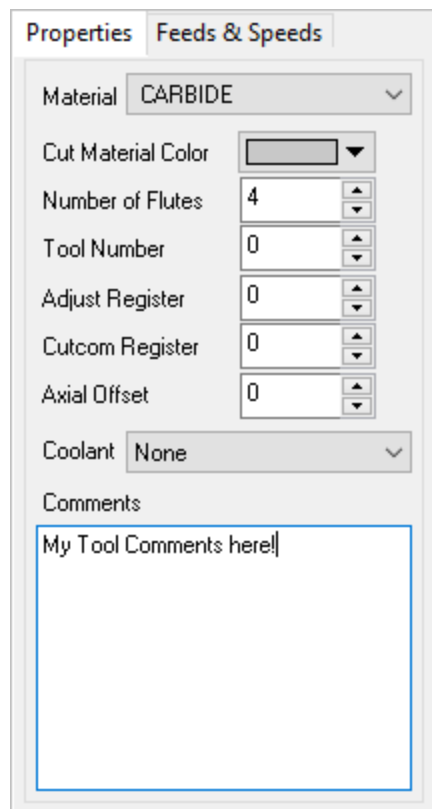 Properties Feeds & Speeds
Material CARBIDE
Cut Material Color
Number of Flutes 4
Tool Number 0
Adjust Register 0
Cutcom Register 0
Axial Offset 0
Coolant None
Comments
My Tool Comments here!